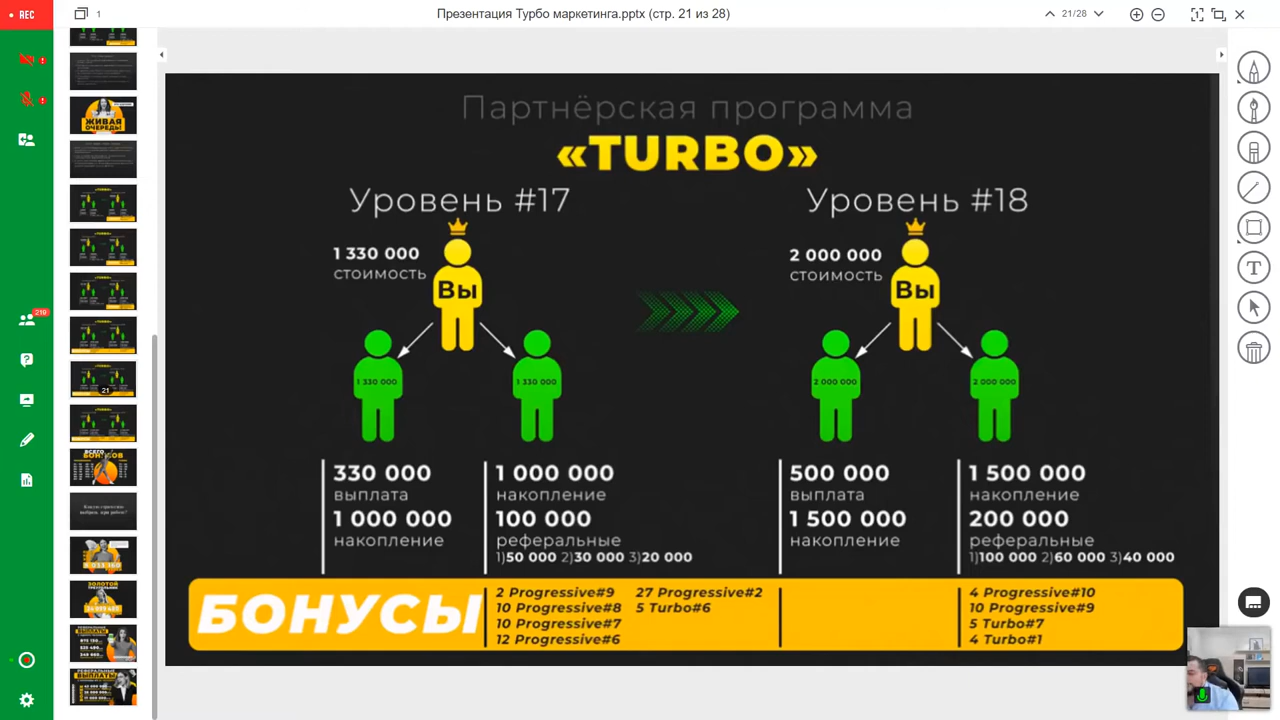 REC
1
Презентация Турбо маркетинга.pptx (стр. 21 из 28)
21/28
219
21
ЖИВАЯ
ОЧЕРЕДЬ!
Партнёрская программа
«TURBO»
Уровень #17
Уровень #18
1 330 000
стоимость
Вы
1 330 000
1 330 000
2 000 000
стоимость
Вы
2 000 000
2 000 000
330 000
выплата
1 000 000
накопление
1 000 000
накопление
100 000
реферальные
1)50 000 2)30 000 3)20 000
500 000
выплата
1 500 000
накопление
1 500 000
накопление
200 000
реферальные
1)100 000 2)60 000 3)40 000
БОНУСЫ
2 Progressive#9
10 Progressive#8
10 Progressive#7
12 Progressive#6
27 Progressive#2
5 Turbo#6
4 Progressive#10
10 Progressive#9
5 Turbo#7
4 Turbo#1